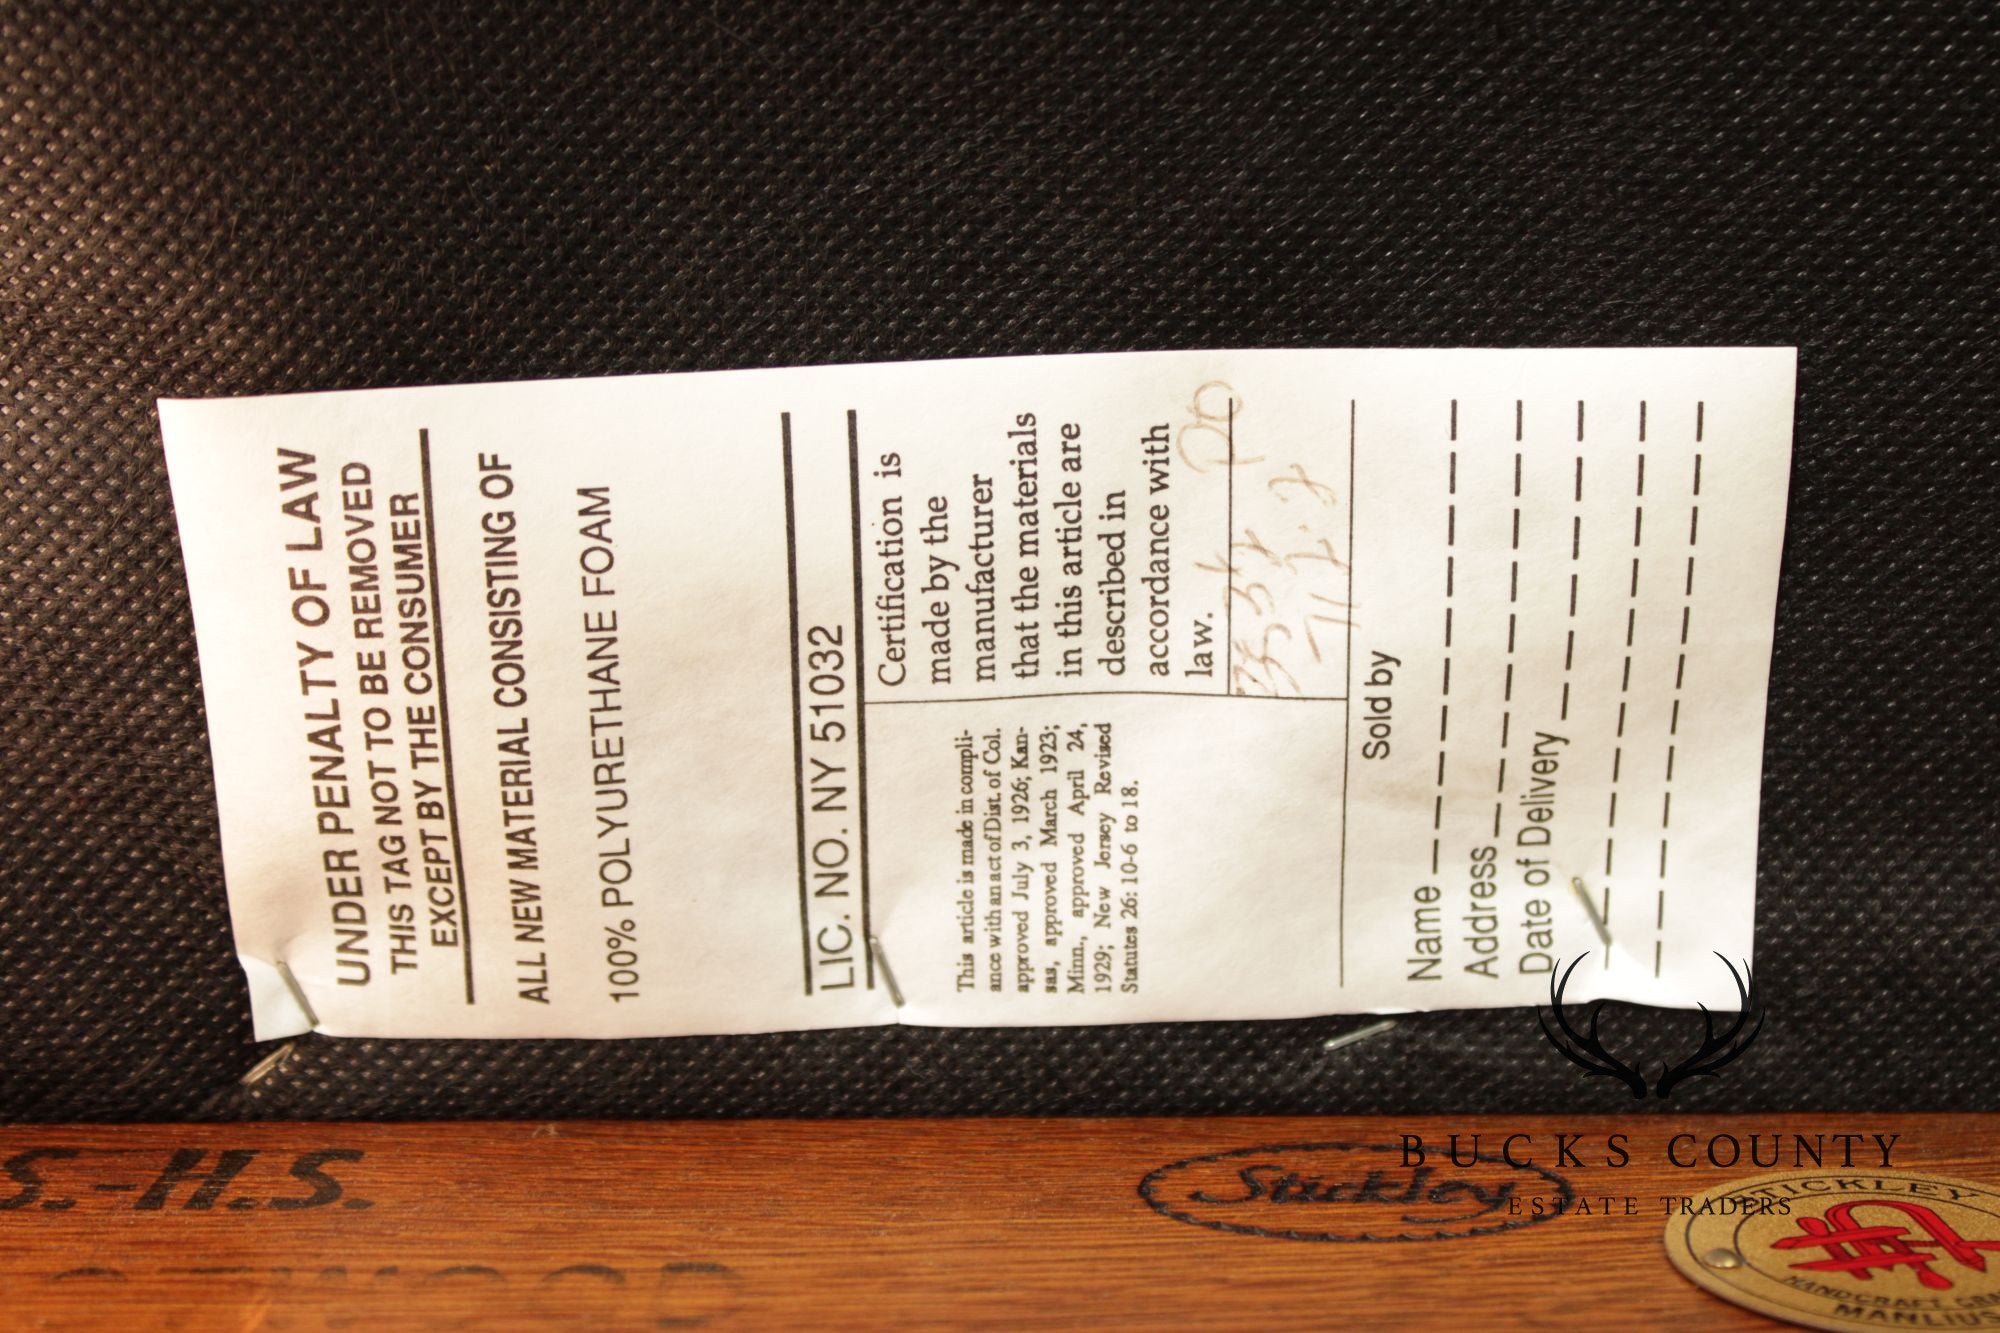 UNDER PENALTY OF LAW
THIS TAG NOT TO BE REMOVED
EXCEPT BY THE CONSUMER
ALL NEW MATERIAL CONSISTING OF
100% POLYURETHANE FOAM
LIC. NO. NY 51032
This article is made in compli-
ance with an act of Dist. of Col.
approved July 3, 1926; Kan-
sas, approved March 1923;
Minn., approved April 24,
1929; New Jersey Revised
Statutes 26: 10-6 to 18.
Certification is
made by the
manufacturer
that the materials
in this article are
described in
accordance with
law.
Sold by
Name
Address
Date of Delivery
S.-H.S.
Stickley
STICKLEY
HANDCRAFT
MANLIUS
BUCKS COUNTY
ESTATE TRADERS